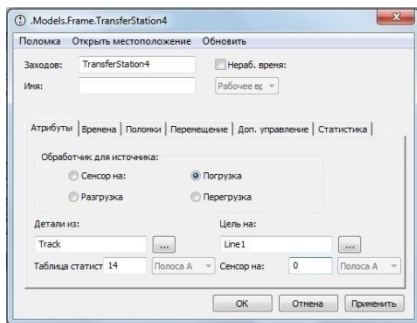 .Models.Frame.TransferStation4
Поломка Открыть местоположение Обновить
Заходов: TransferStation4 Нераб. время:
Имя: Рабочее вр
Атрибуты Времена Поломки Перемещение Доп. управление Статистика
Обработчик для источника:
Сенсор на: Погрузка
Разгрузка Перегрузка
Детали из: Цель на:
Track ... Line1 ...
Таблица статист 14 Полоса A Сенсор на: 0 Полоса A
OK Отмена Применить